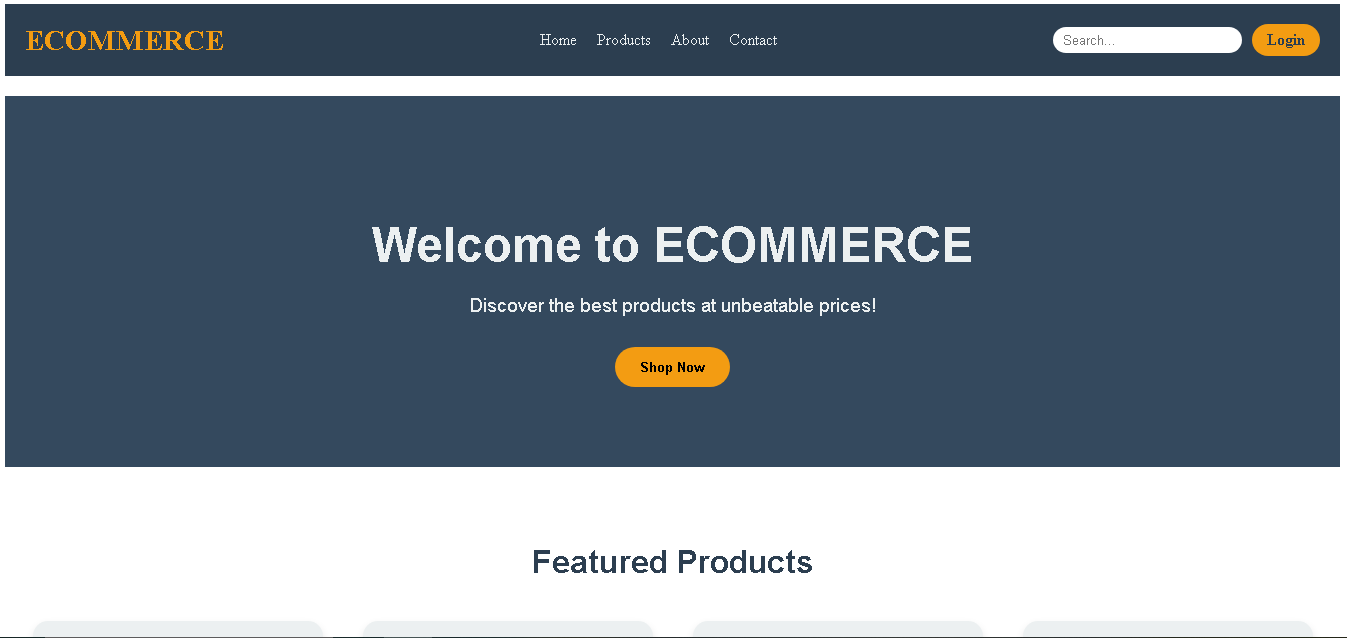 ECOMMERCE
Home Products About Contact
Search...
Login
Welcome to ECOMMERCE
Discover the best products at unbeatable prices!
Shop Now
Featured Products